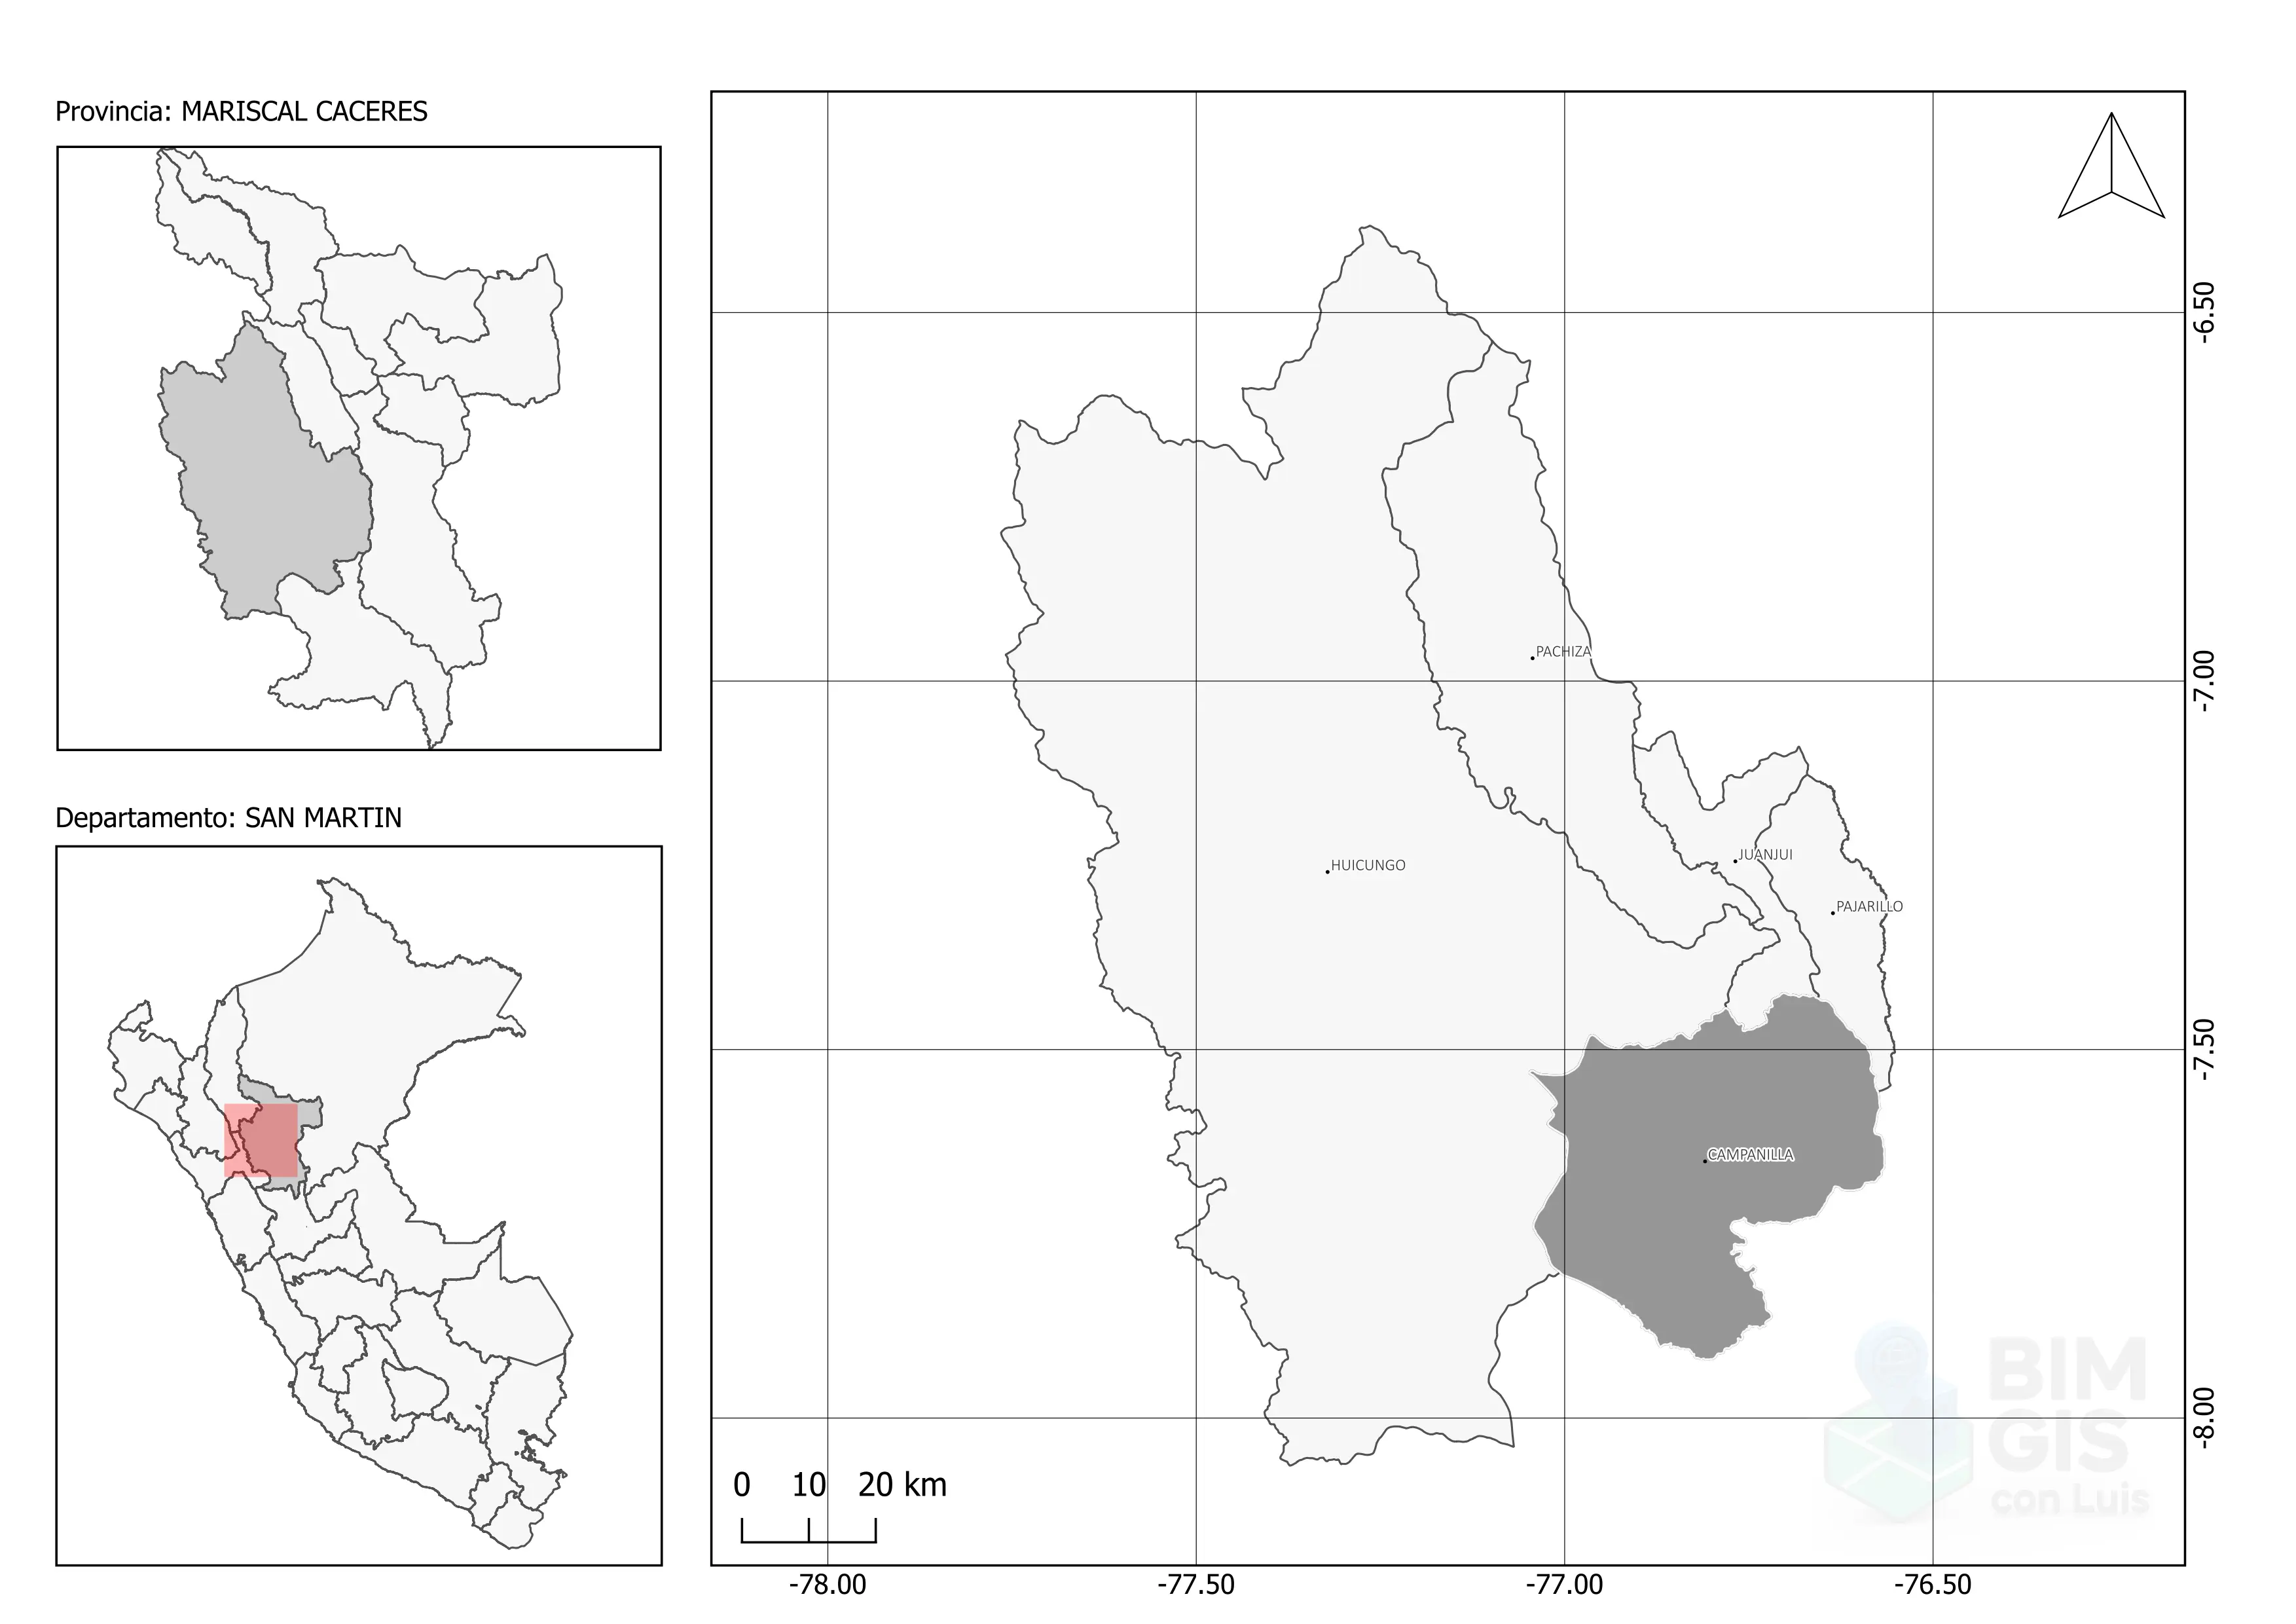 Provincia: MARISCAL CACERES
Departamento: SAN MARTIN
PACHIZA
JUANJUI
HUICUNGO
PAJARILLO
CAMPANILLA
-6.50
-7.00
-7.50
-8.00
0 10 20 km
-78.00 -77.50 -77.00 -76.50
BIM
GIS
con Luis